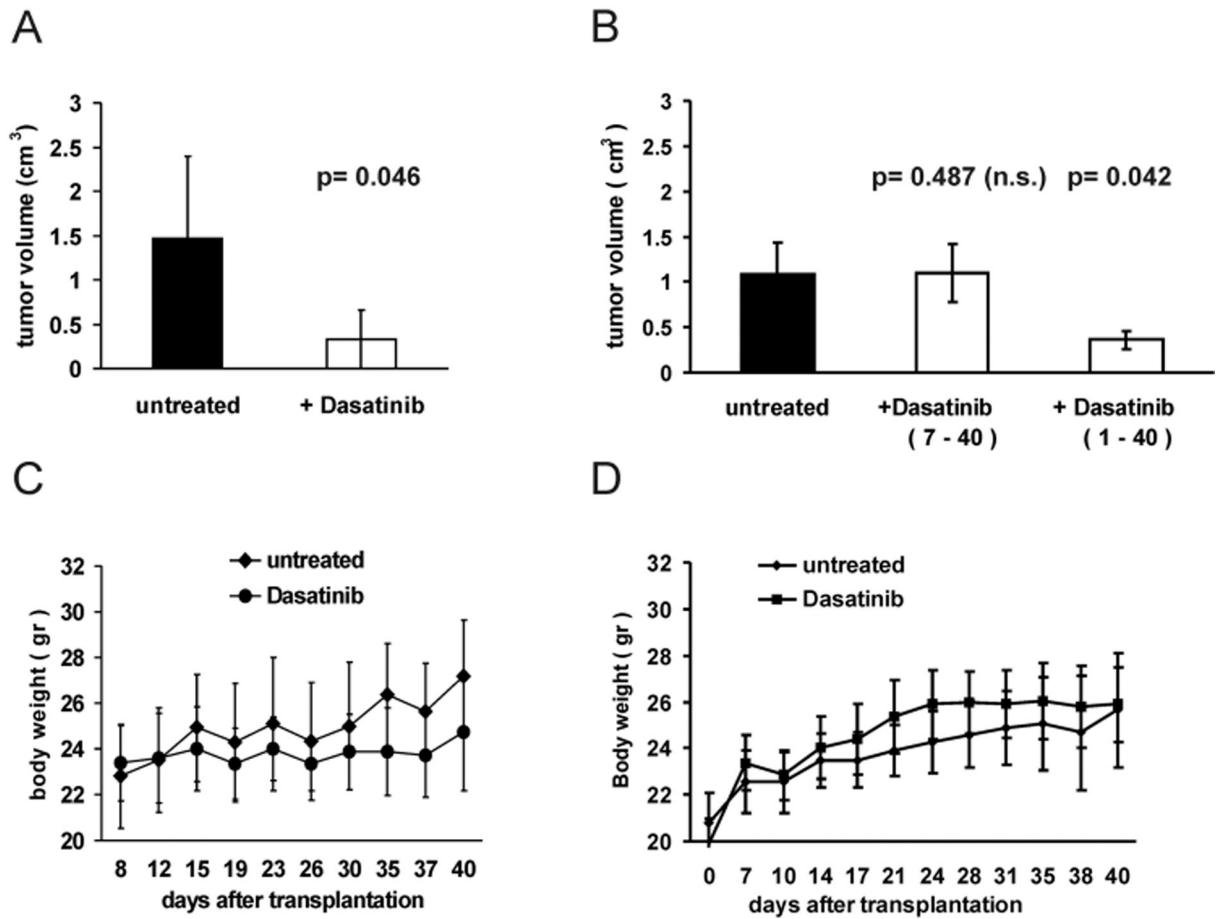 A
3
2.5
2
1.5
1
0.5
0
tumor volume (cm 3)
p= 0.046
untreated
+ Dasatinib
B
3
2.5
2
1.5
1
0.5
0
tumor volume ( cm3 )
p= 0.487 (n.s.)
p= 0.042
untreated
+Dasatinib
( 7 - 40 )
+ Dasatinib
( 1 - 40 )
C
32
30
28
26
24
22
20
body weight ( gr )
untreated
Dasatinib
8 12 15 19 23 26 30 35 37 40
days after transplantation
D
32
30
28
26
24
22
20
Body weight ( gr )
untreated
Dasatinib
0 7 10 14 17 21 24 28 31 35 38 40
days after transplantation